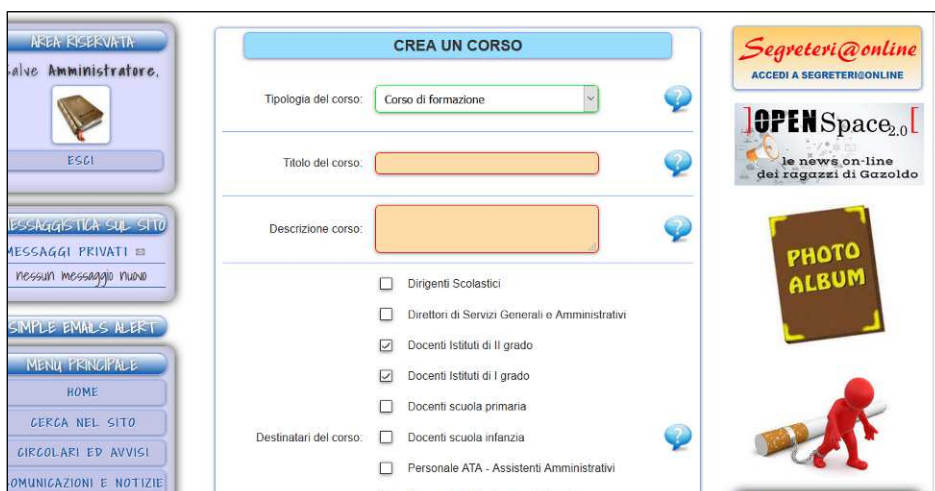 AREA RISERVATA
Salve Amministratore,
ESCI
MESSAGGISTICA SUL SITO
MESSAGGI PRIVATI
nessun messaggio nuovo
SIMPLE EMAILS ALERT
MENU PRINCIPALE
HOME
CERCA NEL SITO
CIRCOLARI ED AVVISI
COMUNICAZIONI E NOTIZIE
CREA UN CORSO
Tipologia del corso: Corso di formazione
Titolo del corso:
Descrizione corso:
Dirigenti Scolastici
Direttori di Servizi Generali e Amministrativi
Docenti Istituti di II grado
Docenti Istituti di I grado
Docenti scuola primaria
Destinatari del corso: Docenti scuola infanzia
Personale ATA - Assistenti Amministrativi
Segreteri@online
ACCEDI A SEGRETERI@ONLINE
]OPEN Space2.0[
le news on-line
dei ragazzi di Gazoldo
PHOTO
ALBUM